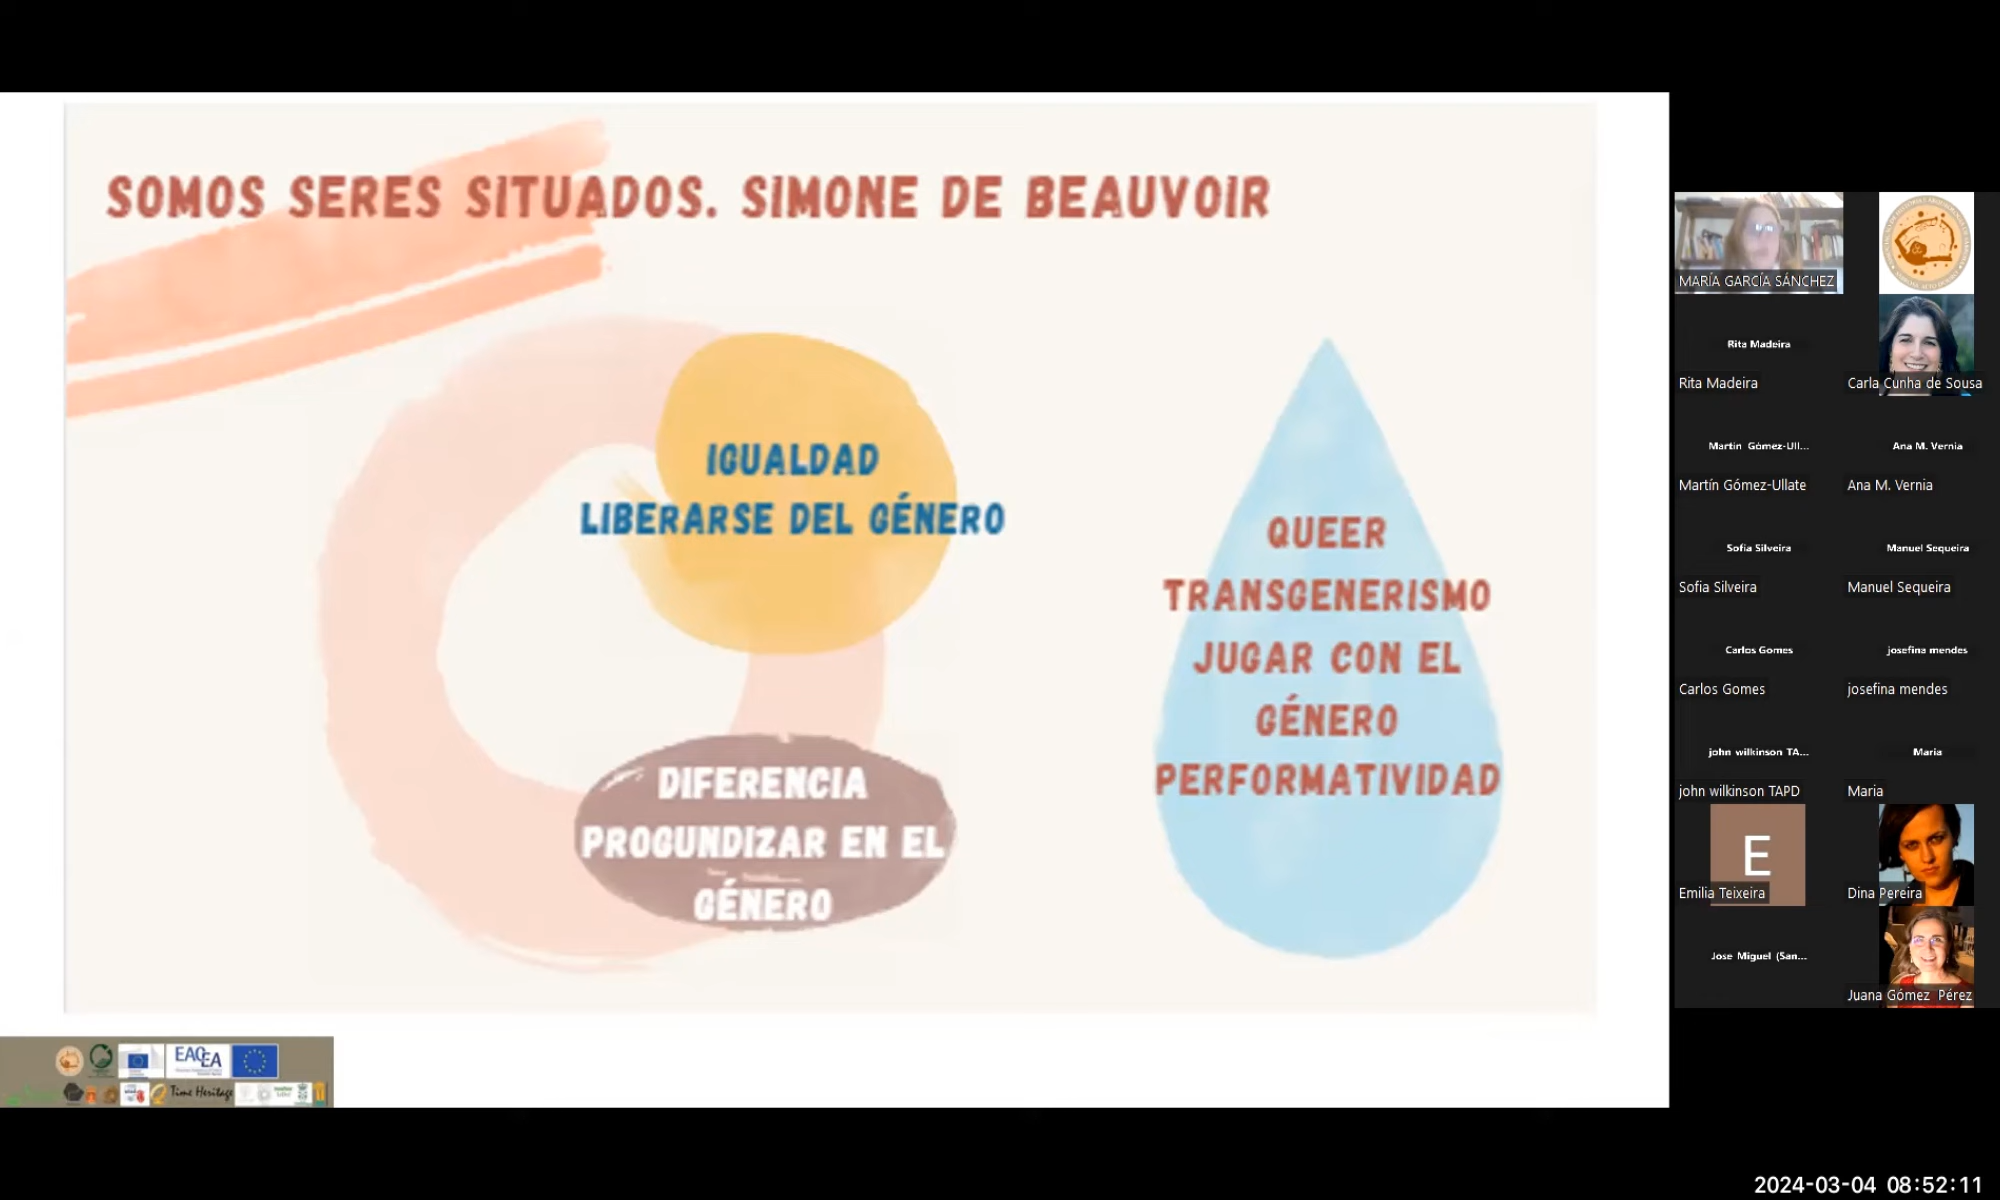 SOMOS SERES SITUADOS. SIMONE DE BEAUVOIR
IGUALDAD
LIBERARSE DEL GÉNERO
DIFERENCIA
PROGUNDIZAR EN EL
GÉNERO
QUEER
TRANSGENERISMO
JUGAR CON EL
GÉNERO
PERFORMATIVIDAD
MARÍA GARCÍA SÁNCHEZ
Rita Madeira
Rita Madeira
Carla Cunha de Sousa
Martín Gómez-Ull...
Martín Gómez-Ullate
Ana M. Vernia
Ana M. Vernia
Sofia Silveira
Sofia Silveira
Manuel Sequeira
Manuel Sequeira
Carlos Gomes
Carlos Gomes
josefina mendes
josefina mendes
john wilkinson TA...
john wilkinson TAPD
Maria
Maria
E
Emilia Teixeira
Dina Pereira
Jose Miguel (San...
Juana Gómez Pérez
EACEA
Time Heritage
2024-03-04 08:52:11